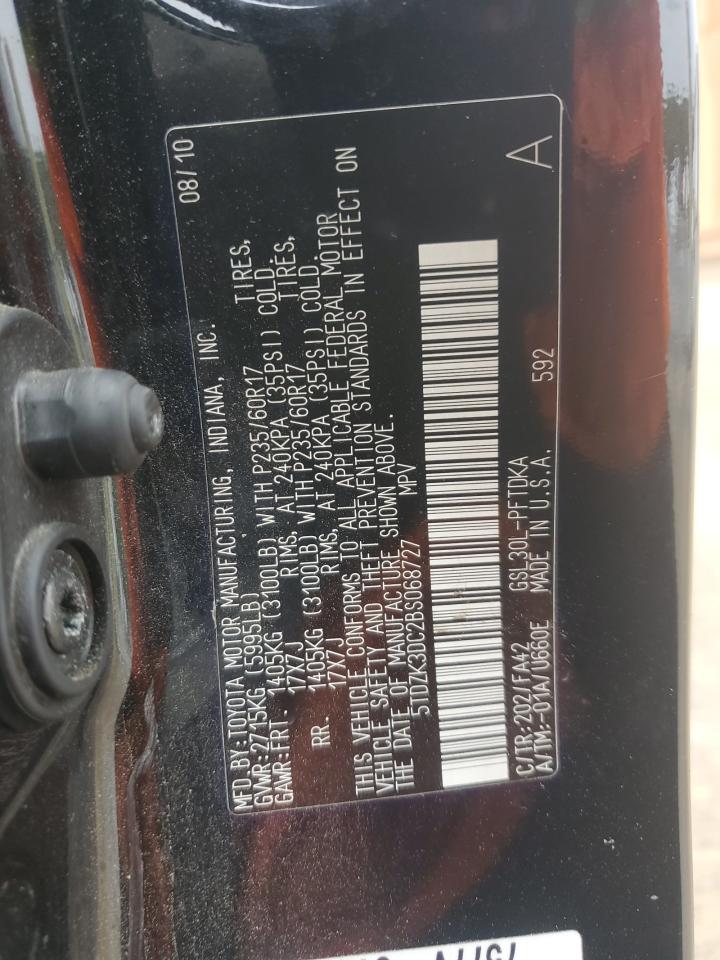 MFD.BY:TOYOTA MOTOR MANUFACTURING, INDIANA, INC. 08/10
GVWR:2715KG (5995LB)
GAWR:FRT. 1405KG (3100LB) WITH P235/60R17 TIRES,
17X7J RIMS, AT 240KPA (35PSI) COLD.
RR. 1405KG (3100LB) WITH P235/60R17 TIRES,
17X7J RIMS, AT 240KPA (35PSI) COLD.
THIS VEHICLE CONFORMS TO ALL APPLICABLE FEDERAL MOTOR
VEHICLE SAFETY AND THEFT PREVENTION STANDARDS IN EFFECT ON
THE DATE OF MANUFACTURE SHOWN ABOVE.
5TDZK3DC2BS068727 MPV
C/TR:202/FA42 GSL30L-PFTDKA A
A/TM:-01A/U660E MADE IN U.S.A. 592